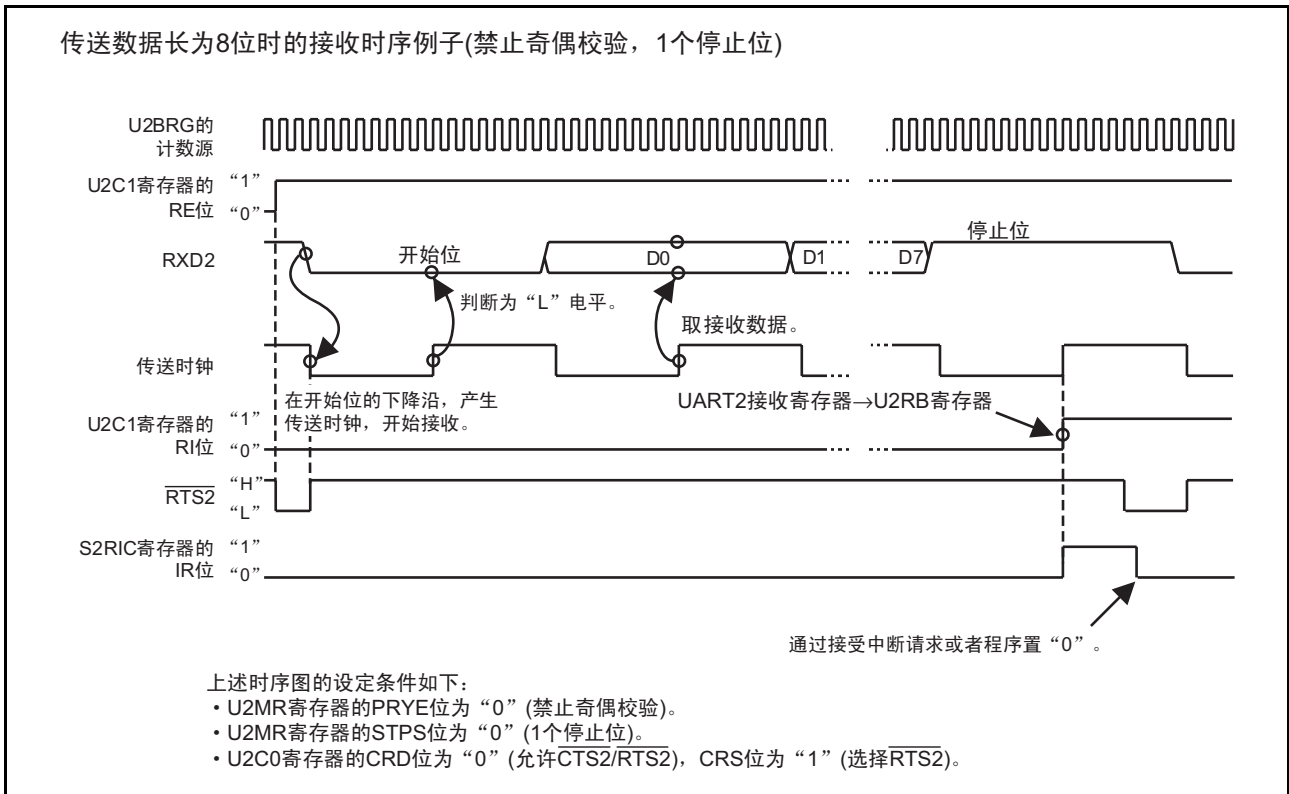 传送数据长为8位时的接收时序例子(禁止奇偶校验，1个停止位)
U2BRG的
计数源
U2C1寄存器的 “1”
RE位 “0”
RXD2
开始位
D0
D1
D7
停止位
判断为“L”电平。
取接收数据。
传送时钟
在开始位的下降沿，产生
传送时钟，开始接收。
UART2接收寄存器→U2RB寄存器
U2C1寄存器的 “1”
RI位 “0”
RTS2 “H”
“L”
S2RIC寄存器的 “1”
IR位 “0”
通过接受中断请求或者程序置“0”。
上述时序图的设定条件如下：
・U2MR寄存器的PRYE位为“0”(禁止奇偶校验)。
・U2MR寄存器的STPS位为“0”(1个停止位)。
・U2C0寄存器的CRD位为“0”(允许CTS2/RTS2)，CRS位为“1”(选择RTS2)。